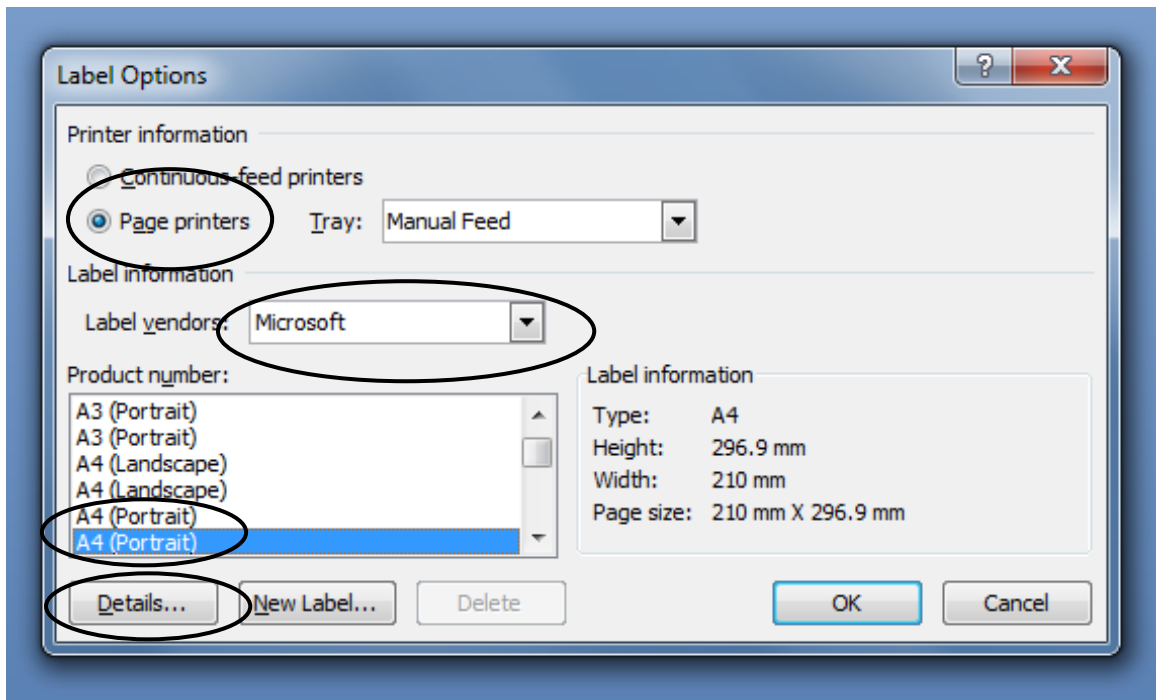 Label Options
?
X
Printer information
Continuous-feed printers
Page printers Tray: Manual Feed
Label information
Label vendors: Microsoft
Product number:
A3 (Portrait)
A3 (Portrait)
A4 (Landscape)
A4 (Landscape)
A4 (Portrait)
A4 (Portrait)
Label information
Type: A4
Height: 296.9 mm
Width: 210 mm
Page size: 210 mm X 296.9 mm
Details... New Label... Delete OK Cancel